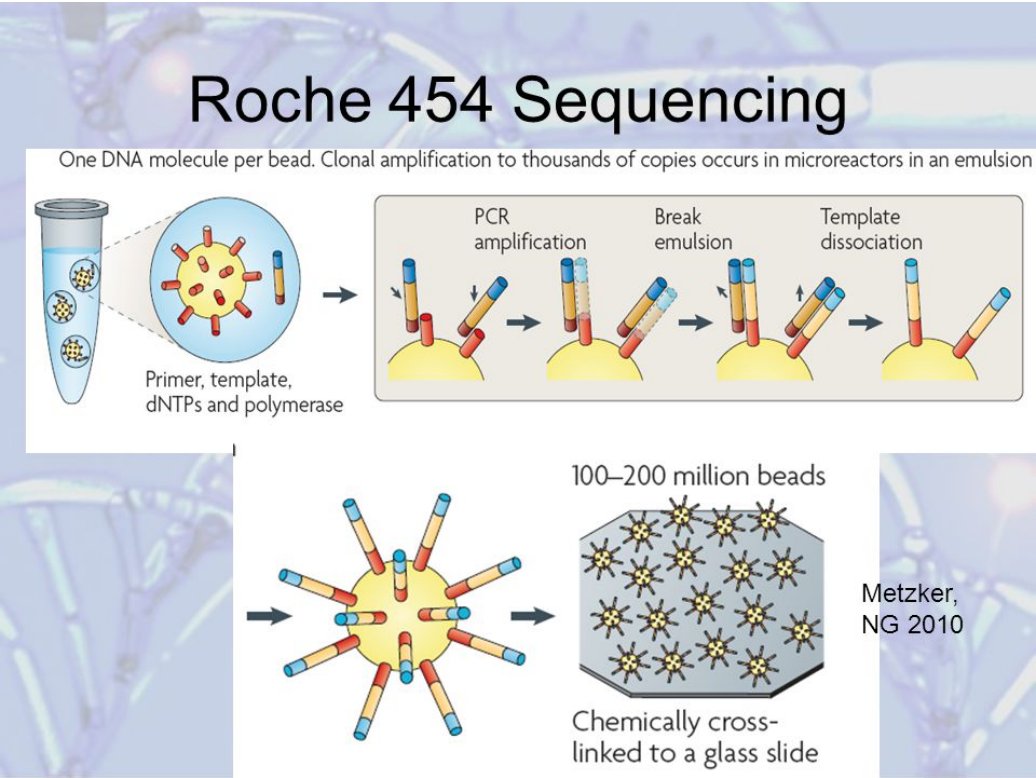 Roche 454 Sequencing
One DNA molecule per bead. Clonal amplification to thousands of copies occurs in microreactors in an emulsion
PCR
amplification
Break
emulsion
Template
dissociation
Primer, template,
dNTPs and polymerase
100–200 million beads
Metzker,
NG 2010
Chemically cross-
linked to a glass slide